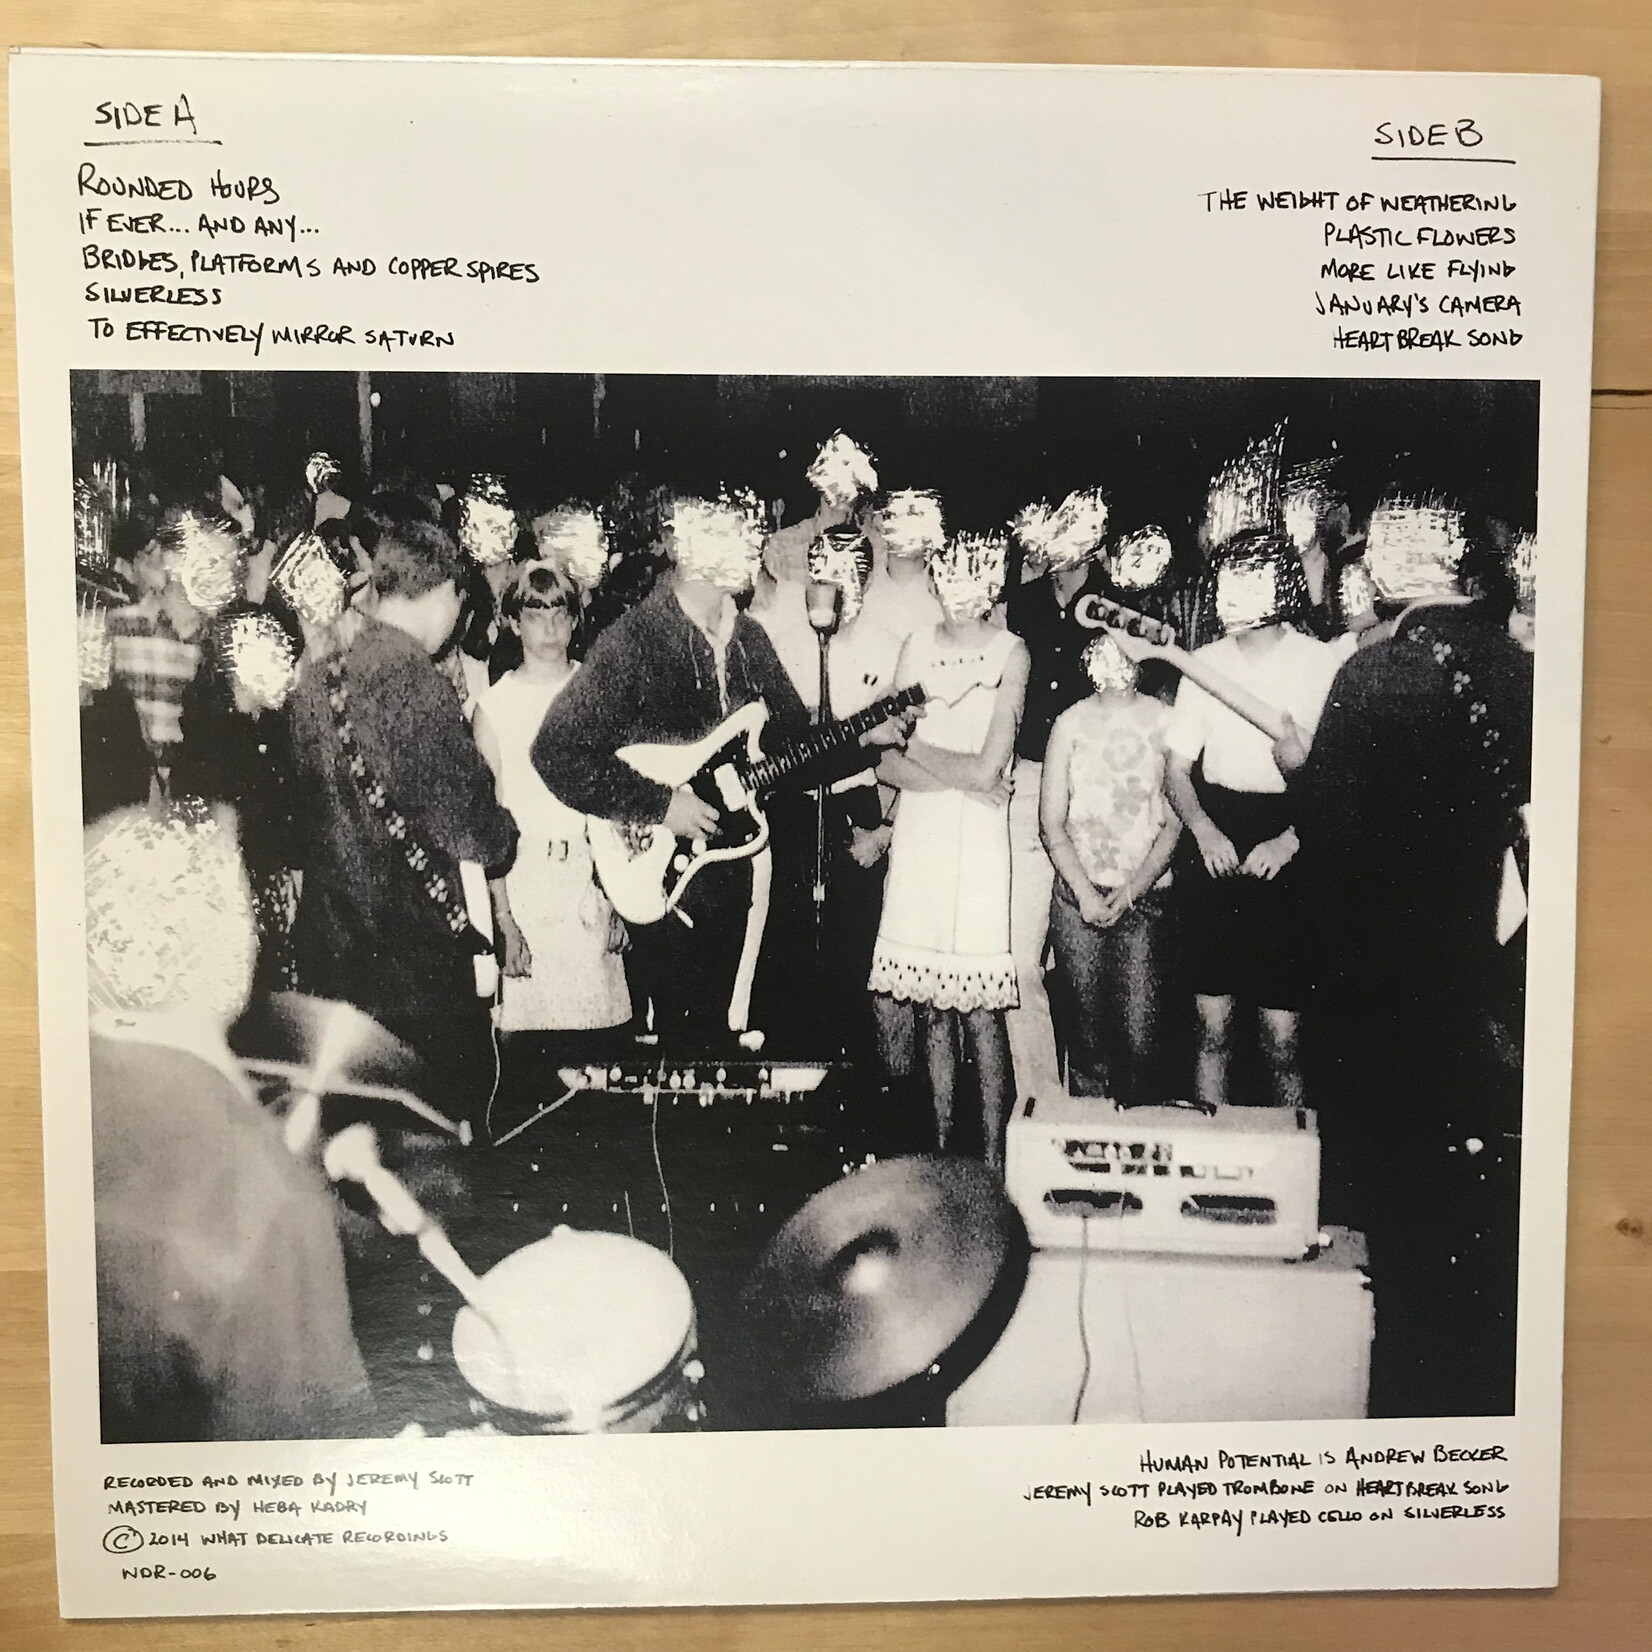 SIDE A
ROUNDED HOURS
IF EVER... AND ANY...
BRIDGES, PLATFORMS AND COPPER SPIRES
SILVERLESS
TO EFFECTIVELY MIRROR SATURN
SIDE B
THE WEIGHT OF WEATHERING
PLASTIC FLOWERS
MORE LIKE FLYING
JANUARY'S CAMERA
HEARTBREAK SONG
RECORDED AND MIXED BY JEREMY SCOTT
MASTERED BY HEBA KADRY
© 2014 WHAT DELICATE RECORDINGS
WDR-006
HUMAN POTENTIAL IS ANDREW BECKER
JEREMY SCOTT PLAYED TROMBONE ON HEARTBREAK SONG
ROB KARPAY PLAYED CELLO ON SILVERLESS